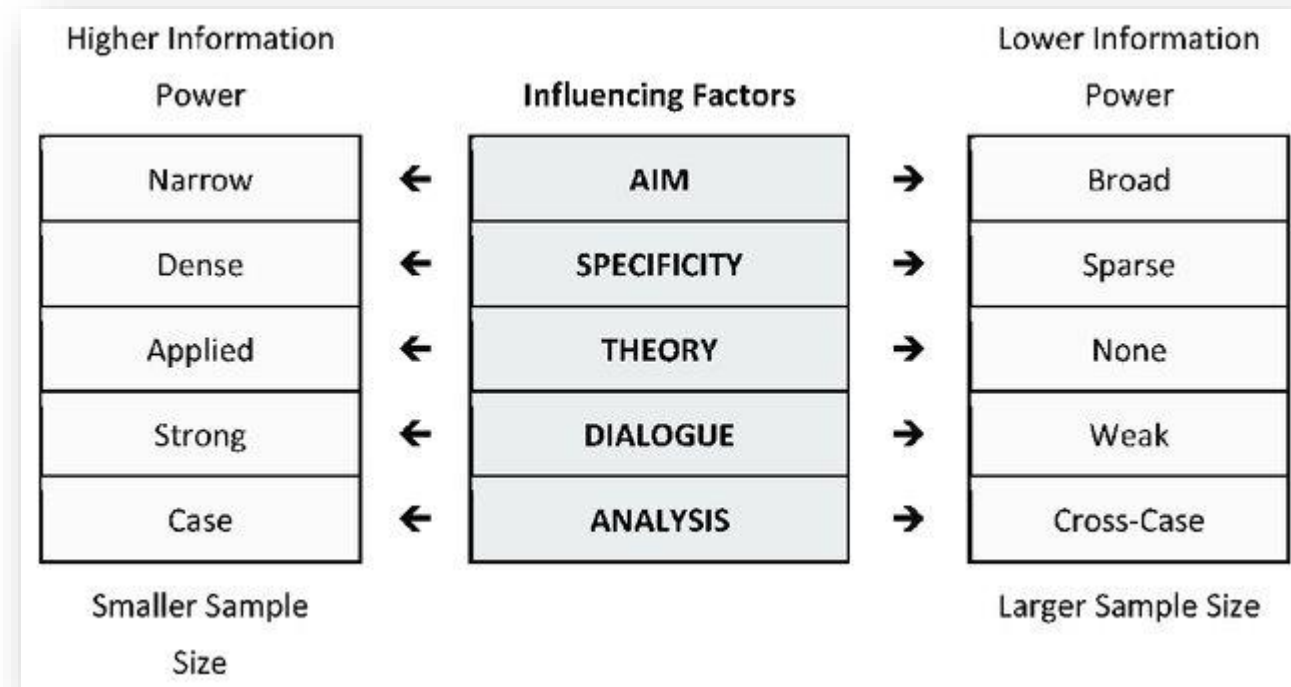 Higher Information
Power
Influencing Factors
Lower Information
Power
Narrow
←
AIM
→
Broad
Dense
←
SPECIFICITY
→
Sparse
Applied
←
THEORY
→
None
Strong
←
DIALOGUE
→
Weak
Case
←
ANALYSIS
→
Cross-Case
Smaller Sample
Size
Larger Sample Size